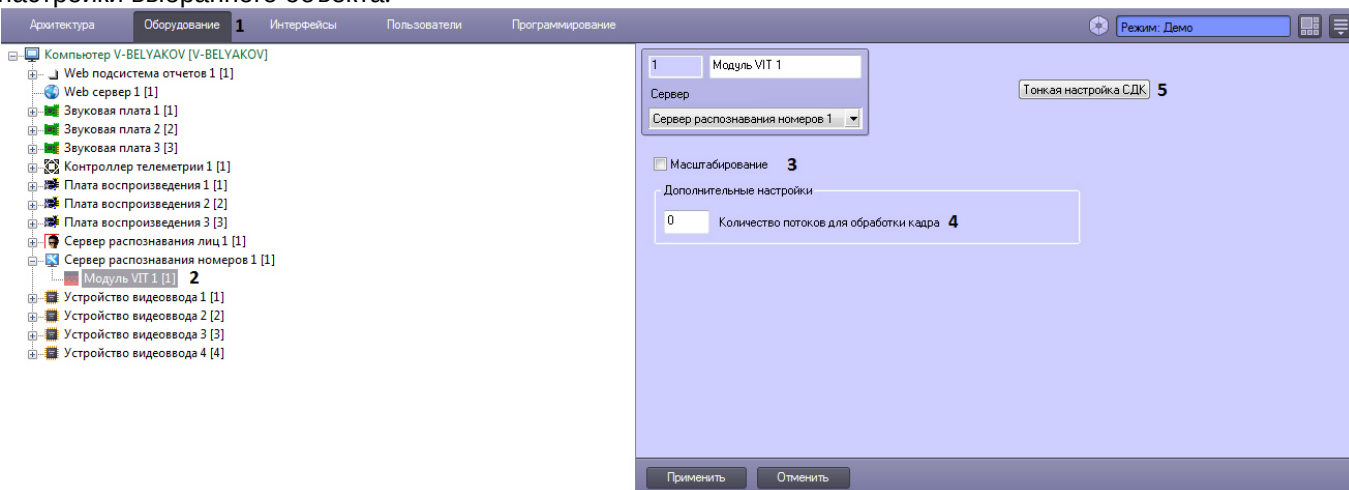 настройки выбранного объекта.
Архитектура Оборудование 1 Интерфейсы Пользователи Программирование Режим: Демо
Компьютер V-BELYAKOV [V-BELYAKOV]
Web подсистема отчетов 1 [1]
Web сервер 1 [1]
Звуковая плата 1 [1]
Звуковая плата 2 [2]
Звуковая плата 3 [3]
Контроллер телеметрии 1 [1]
Плата воспроизведения 1 [1]
Плата воспроизведения 2 [2]
Плата воспроизведения 3 [3]
Сервер распознавания лиц 1 [1]
Сервер распознавания номеров 1 [1]
Модуль VIT 1 [1] 2
Устройство видеоввода 1 [1]
Устройство видеоввода 2 [2]
Устройство видеоввода 3 [3]
Устройство видеоввода 4 [4]
1 Модуль VIT 1
Сервер
Сервер распознавания номеров 1
Тонкая настройка СДК 5
Масштабирование 3
Дополнительные настройки
0 Количество потоков для обработки кадра 4
Применить Отменить